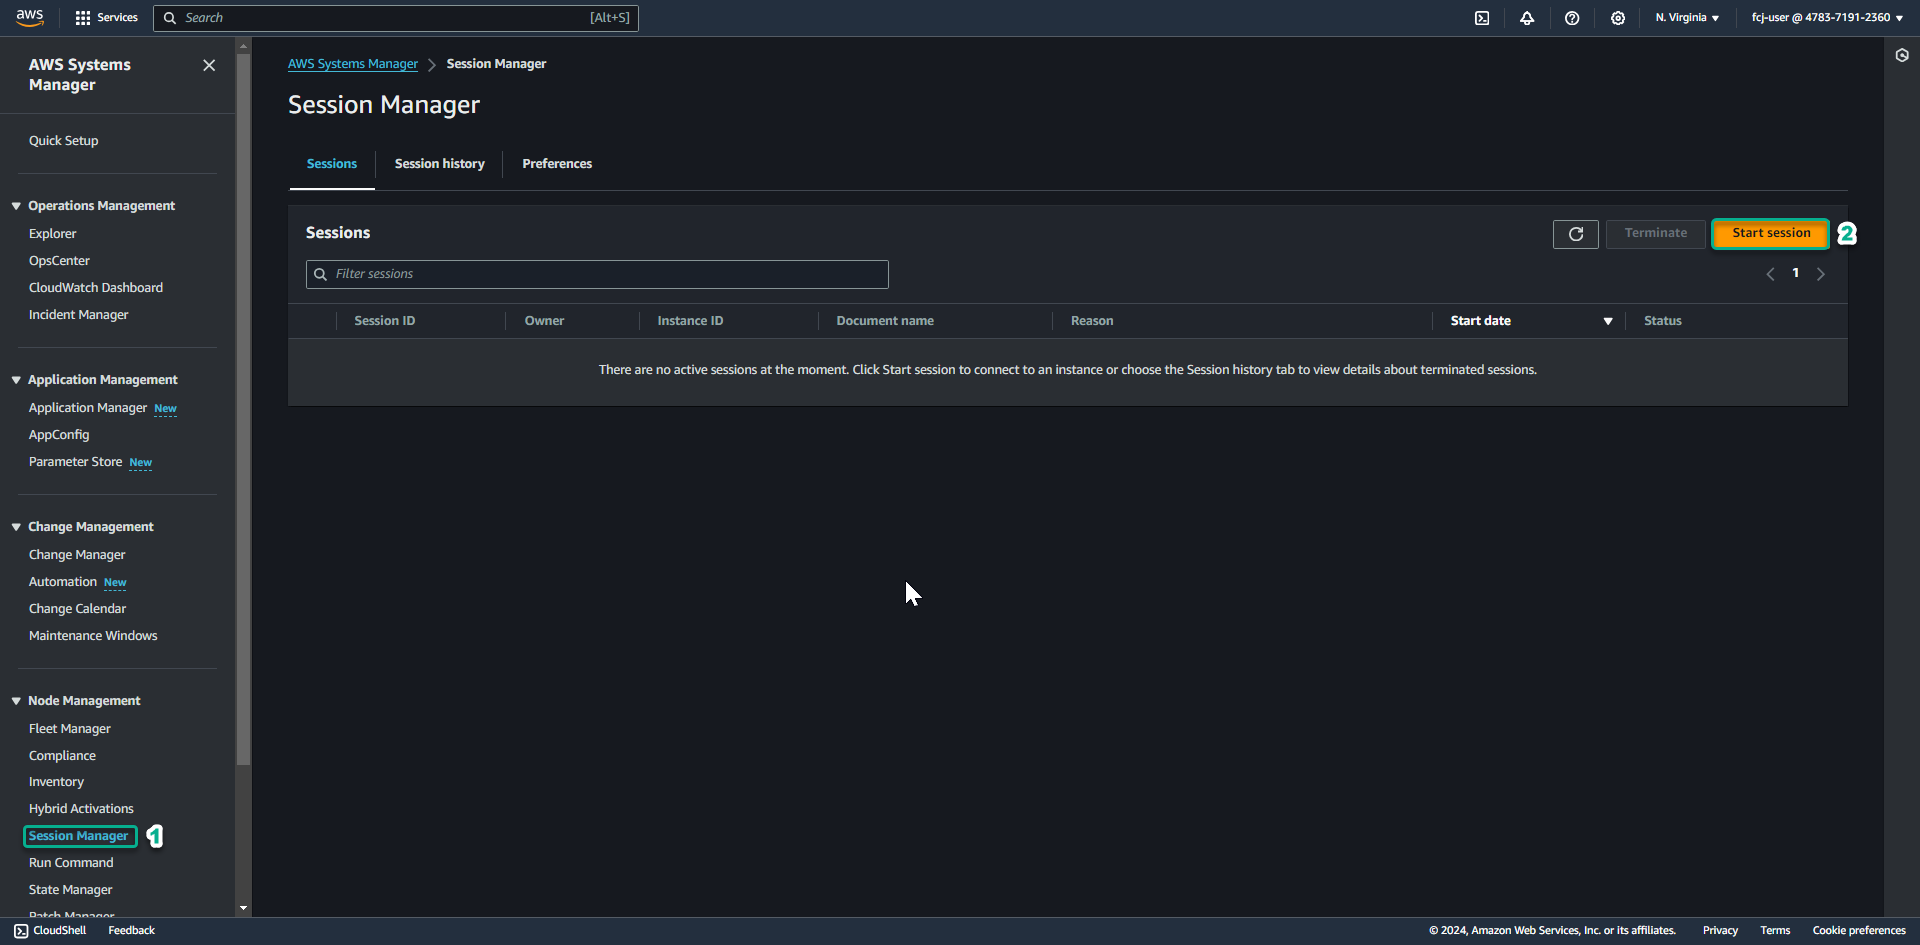 aws
Services
Search
[Alt+S]
N. Virginia
fcj-user @ 4783-7191-2360
AWS Systems
Manager
Quick Setup
Operations Management
Explorer
OpsCenter
CloudWatch Dashboard
Incident Manager
Application Management
Application Manager New
AppConfig
Parameter Store New
Change Management
Change Manager
Automation New
Change Calendar
Maintenance Windows
Node Management
Fleet Manager
Compliance
Inventory
Hybrid Activations
Session Manager 1
Run Command
State Manager
Patch Manager
AWS Systems Manager
Session Manager
Session Manager
Sessions
Session history
Preferences
Sessions
Terminate
Start session
2
Filter sessions
1
Session ID
Owner
Instance ID
Document name
Reason
Start date
Status
There are no active sessions at the moment. Click Start session to connect to an instance or choose the Session history tab to view details about terminated sessions.
CloudShell
Feedback
© 2024, Amazon Web Services, Inc. or its affiliates.
Privacy
Terms
Cookie preferences